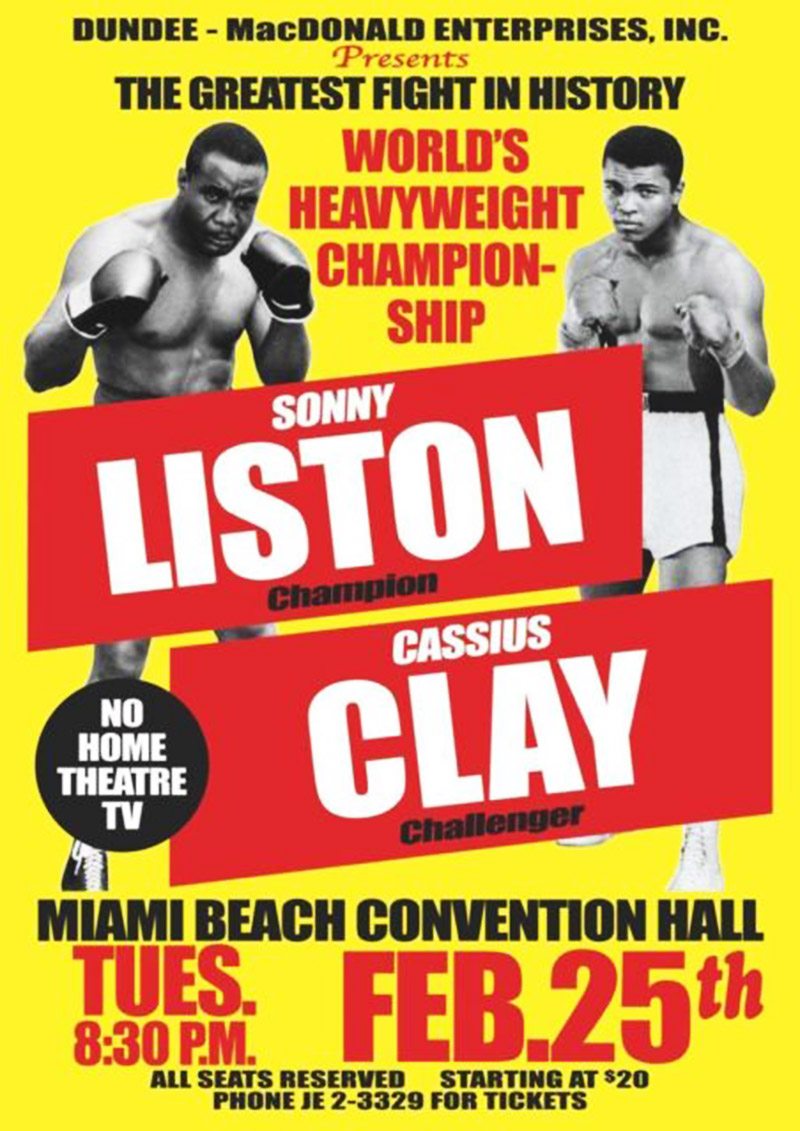 DUNDEE - MacDONALD ENTERPRISES, INC.
Presents
THE GREATEST FIGHT IN HISTORY
WORLD'S
HEAVYWEIGHT
CHAMPION-
SHIP
SONNY
LISTON
Champion
CASSIUS
CLAY
Challenger
NO
HOME
THEATRE
TV
MIAMI BEACH CONVENTION HALL
TUES.
8:30 P.M.
FEB.25th
ALL SEATS RESERVED STARTING AT $20
PHONE JE 2-3329 FOR TICKETS